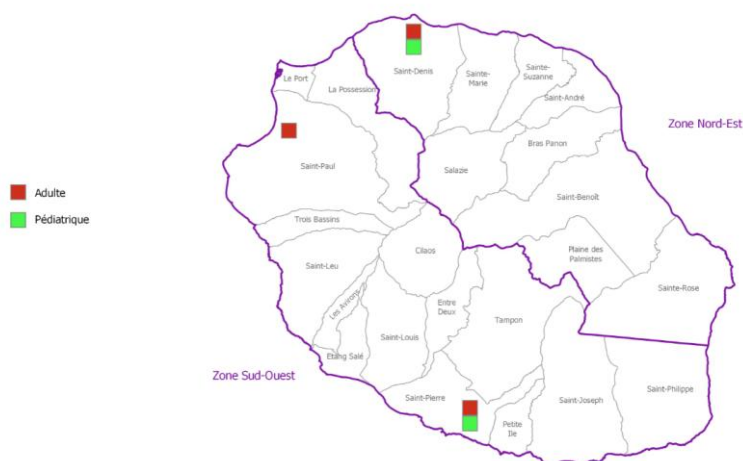 Saint-Denis
Sainte-
Marie
Sainte-
Suzanne
Le Port
La Possession
Saint-André
Zone Nord-Est
Bras Panon
Saint-Paul
Salazie
Adulte
Saint-Benoît
Pédiatrique
Trois Bassins
Cilaos
Plaine des
Palmistes
Saint-Leu
Sainte-Rose
Les Avirons
Entre
Deux
Tampon
Saint-Louis
Etang Salé
Zone Sud-Ouest
Saint-Philippe
Saint-Pierre
Saint-Joseph
Petite
Ile